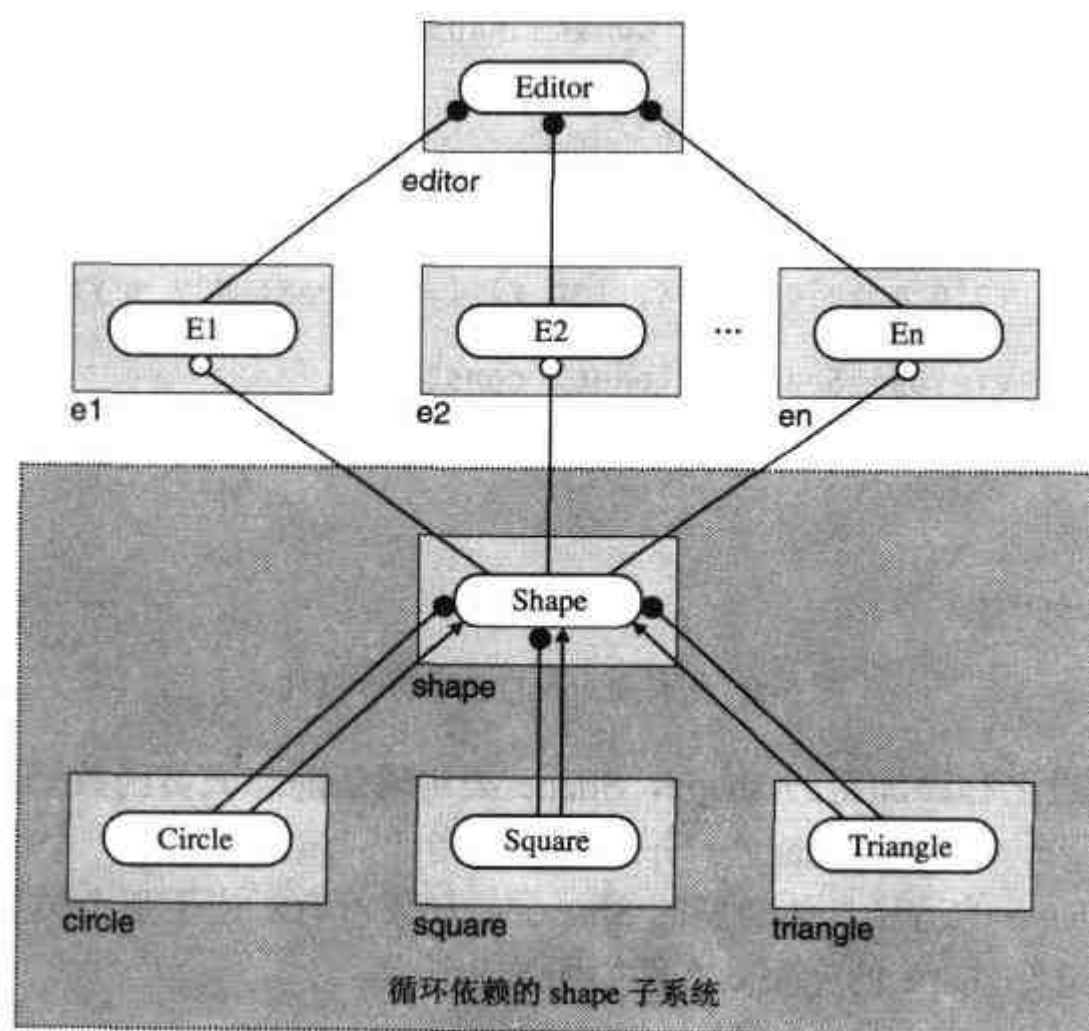 Editor
editor
E1
E2
...
En
e1
e2
en
Shape
shape
Circle
Square
Triangle
circle
square
triangle
循环依赖的 shape 子系统